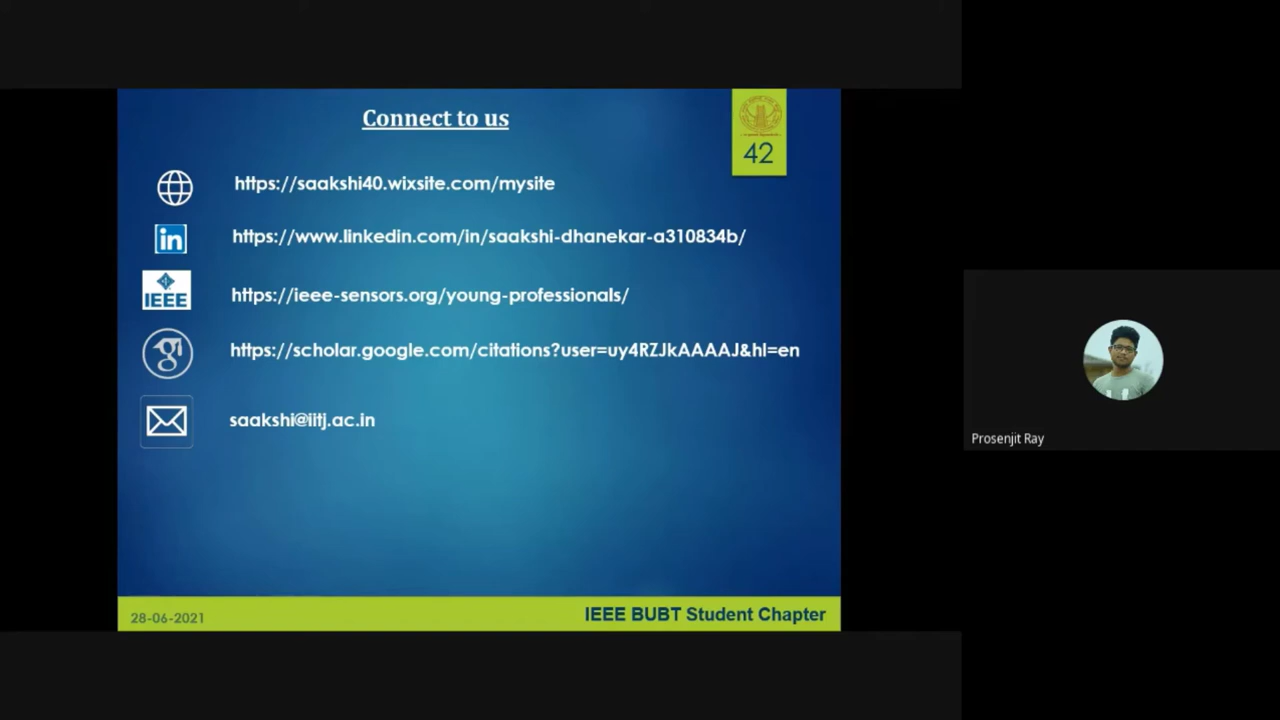 Connect to us
42
https://saakshi40.wixsite.com/mysite
in
https://www.linkedin.com/in/saakshi-dhanekar-a310834b/
IEEE
https://ieee-sensors.org/young-professionals/
g
https://scholar.google.com/citations?user=uy4RZJkAAAAJ&hl=en
saakshi@iitj.ac.in
28-06-2021
IEEE BUBT Student Chapter
Prosenjit Ray